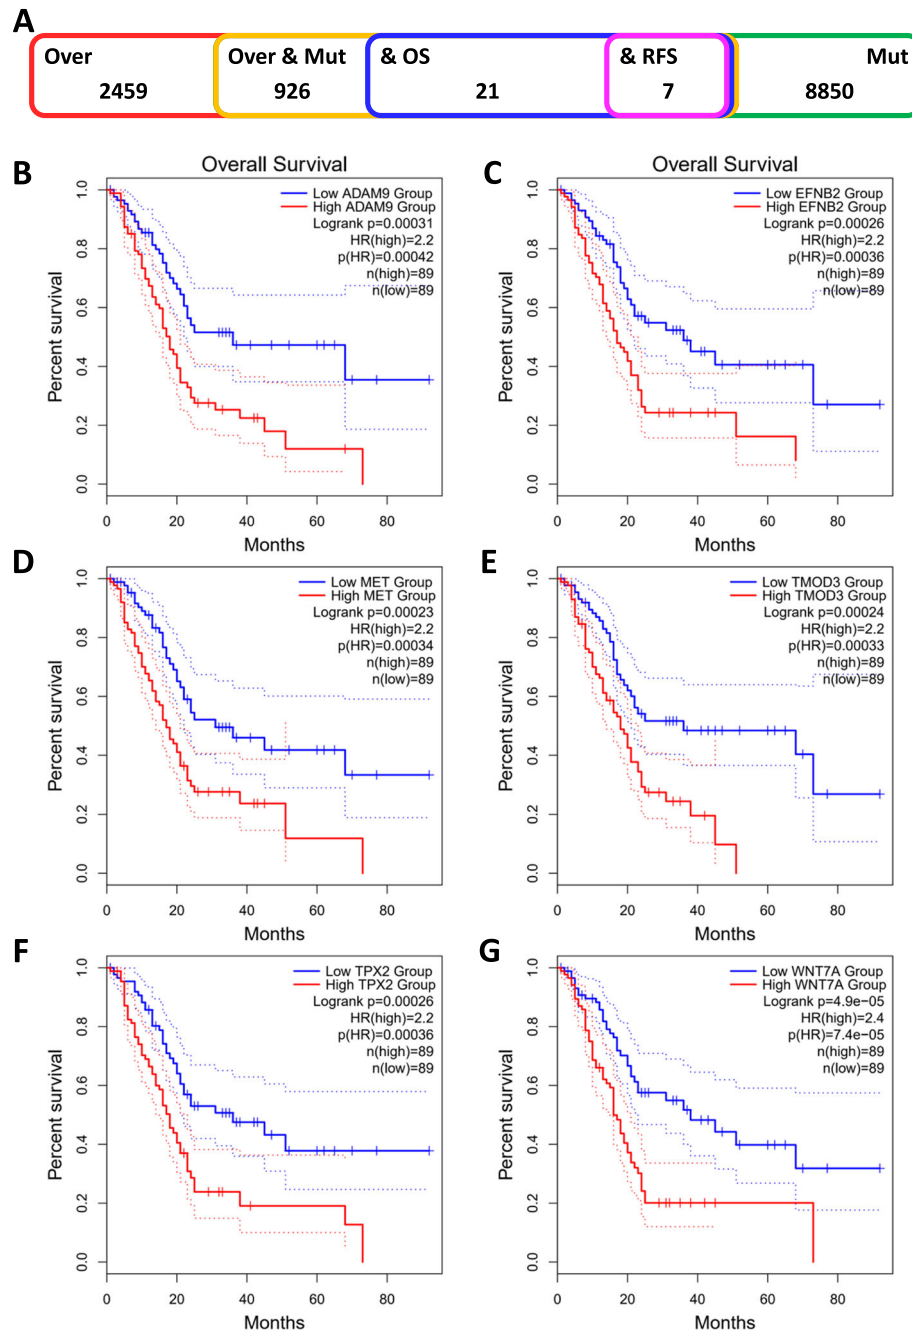 A
Over
Over & Mut
& OS
& RFS
Mut
2459
926
21
7
8850
B
Overall Survival
Low ADAM9 Group
High ADAM9 Group
Logrank p=0.00031
HR(high)=2.2
p(HR)=0.00042
n(high)=89
n(low)=89
Percent survival
1.0
0.8
0.6
0.4
0.2
0.0
0
20
40
60
80
Months
C
Overall Survival
Low EFNB2 Group
High EFNB2 Group
Logrank p=0.00026
HR(high)=2.2
p(HR)=0.00036
n(high)=89
n(low)=89
Percent survival
1.0
0.8
0.6
0.4
0.2
0.0
0
20
40
60
80
Months
D
Low MET Group
High MET Group
Logrank p=0.00023
HR(high)=2.2
p(HR)=0.00034
n(high)=89
n(low)=89
Percent survival
1.0
0.8
0.6
0.4
0.2
0.0
0
20
40
60
80
Months
E
Low TMOD3 Group
High TMOD3 Group
Logrank p=0.00024
HR(high)=2.2
p(HR)=0.00033
n(high)=89
n(low)=89
Percent survival
1.0
0.8
0.6
0.4
0.2
0.0
0
20
40
60
80
Months
F
Low TPX2 Group
High TPX2 Group
Logrank p=0.00026
HR(high)=2.2
p(HR)=0.00036
n(high)=89
n(low)=89
Percent survival
1.0
0.8
0.6
0.4
0.2
0.0
0
20
40
60
80
Months
G
Low WNT7A Group
High WNT7A Group
Logrank p=4.9e−05
HR(high)=2.4
p(HR)=7.4e−05
n(high)=89
n(low)=89
Percent survival
1.0
0.8
0.6
0.4
0.2
0.0
0
20
40
60
80
Months